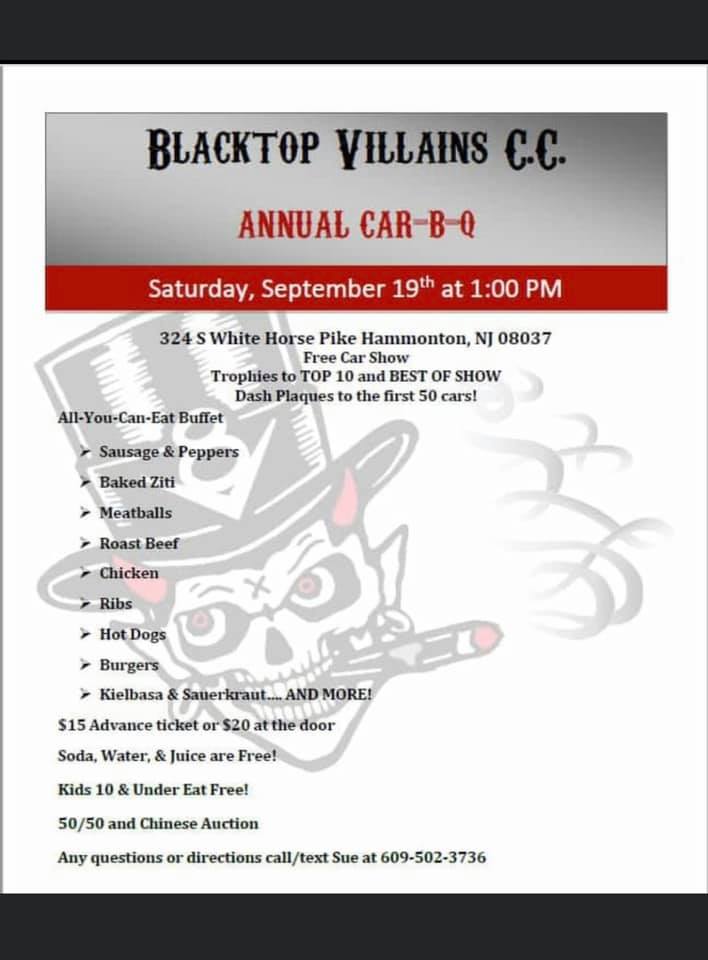 BLACKTOP VILLAINS C.C.
ANNUAL CAR-B-Q
Saturday, September 19th at 1:00 PM
324 S White Horse Pike Hammonton, NJ 08037
Free Car Show
Trophies to TOP 10 and BEST OF SHOW
Dash Plaques to the first 50 cars!
All-You-Can-Eat Buffet
➢ Sausage & Peppers
➢ Baked Ziti
➢ Meatballs
➢ Roast Beef
➢ Chicken
➢ Ribs
➢ Hot Dogs
➢ Burgers
➢ Kielbasa & Sauerkraut.... AND MORE!
$15 Advance ticket or $20 at the door
Soda, Water, & Juice are Free!
Kids 10 & Under Eat Free!
50/50 and Chinese Auction
Any questions or directions call/text Sue at 609-502-3736
8